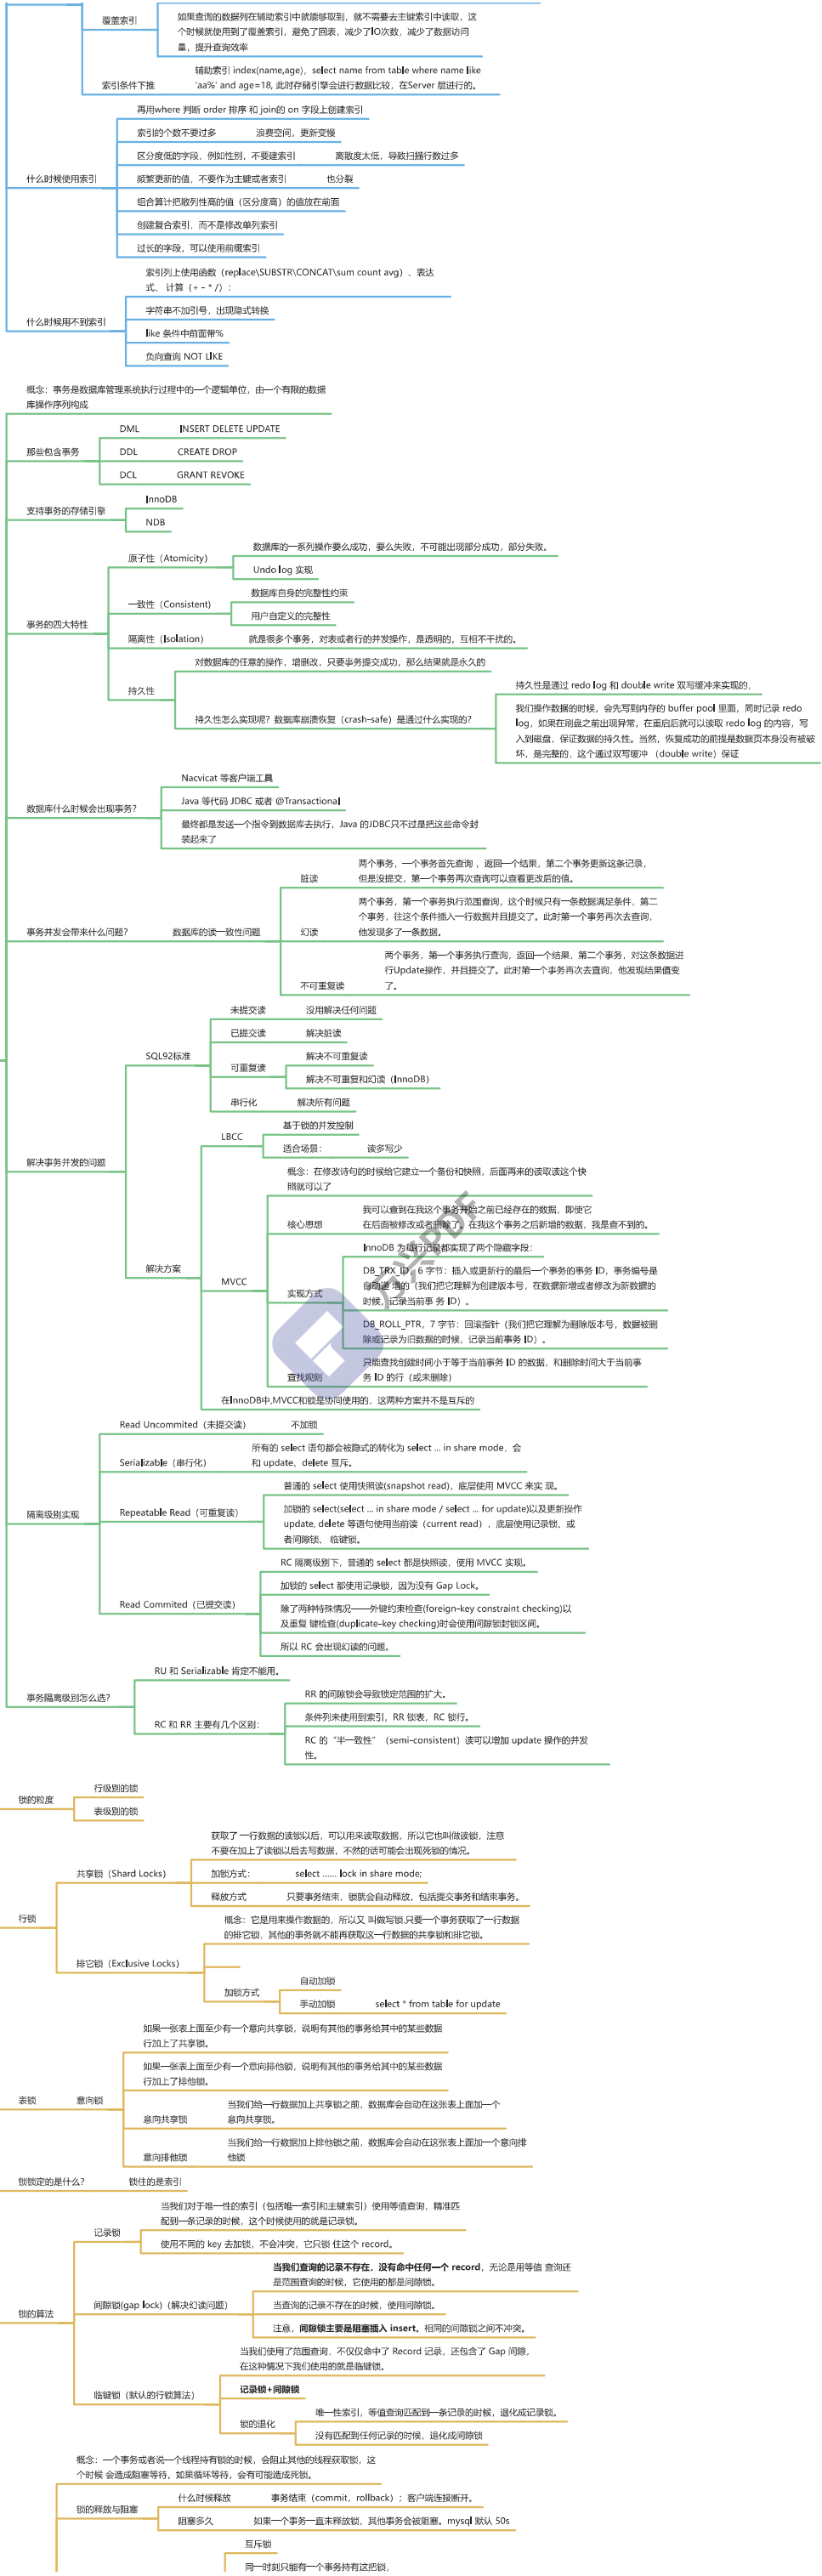 覆盖索引
如果查询的数据列在辅助索引中就能够取到，就不需要去主键索引中读取，这
个时候就使用到了覆盖索引，避免了回表，减少了IO次数，减少了数据访问
量，提升查询效率
索引条件下推
辅助索引 index(name,age)，select name from table where name like
'aa%' and age=18, 此时存储引擎会进行数据比较，在Server 层进行的。
什么时候使用索引
再用where 判断 order 排序 和 join的 on 字段上创建索引
索引的个数不要过多
浪费空间，更新变慢
区分度低的字段，例如性别，不要建索引
离散度太低，导致扫描行数过多
频繁更新的值，不要作为主键或者索引
也分裂
组合算计把散列性高的值（区分度高）的值放在前面
创建复合索引，而不是修改单列索引
过长的字段，可以使用前缀索引
什么时候用不到索引
索引列上使用函数（replace\SUBSTR\CONCAT\sum count avg）、表达
式、 计算（+ - * /）：
字符串不加引号，出现隐式转换
like 条件中前面带%
负向查询 NOT LIKE
概念：事务是数据库管理系统执行过程中的一个逻辑单位，由一个有限的数据
库操作序列构成
那些包含事务
DML
INSERT DELETE UPDATE
DDL
CREATE DROP
DCL
GRANT REVOKE
支持事务的存储引擎
InnoDB
NDB
事务的四大特性
原子性（Atomicity）
数据库的一系列操作要么成功，要么失败，不可能出现部分成功，部分失败。
Undo log 实现
一致性（Consistent）
数据库自身的完整性约束
用户自定义的完整性
隔离性（Isolation）
就是很多个事务，对表或者行的并发操作，是透明的，互相不干扰的。
持久性
对数据库的任意的操作，增删改，只要事务提交成功，那么结果就是永久的
持久性怎么实现呢？数据库崩溃恢复（crash-safe）是通过什么实现的？
持久性是通过 redo log 和 double write 双写缓冲来实现的，
我们操作数据的时候，会先写到内存的 buffer pool 里面，同时记录 redo
log，如果在刷盘之前出现异常，在重启后就可以读取 redo log 的内容，写
入到磁盘，保证数据的持久性。当然，恢复成功的前提是数据页本身没有被破
坏，是完整的，这个通过双写缓冲 （double write）保证
数据库什么时候会出现事务？
Nacvicat 等客户端工具
Java 等代码 JDBC 或者 @Transactional
最终都是发送一个指令到数据库去执行，Java 的JDBC只不过是把这些命令封
装起来了
事务并发会带来什么问题？
数据库的读一致性问题
脏读
两个事务，一个事务首先查询 ，返回一个结果，第二个事务更新这条记录，
但是没提交，第一个事务再次查询可以查看更改后的值。
幻读
两个事务，第一个事务执行范围查询，这个时候只有一条数据满足条件，第二
个事务，往这个条件插入一行数据并且提交了。此时第一个事务再次去查询，
他发现多了一条数据。
不可重复读
两个事务，第一个事务执行查询，返回一个结果，第二个事务，对这条数据进
行Update操作，并且提交了。此时第一个事务再次去直询，他发现结果值变
了。
解决事务并发的问题
SQL92标准
未提交读
没用解决任何问题
已提交读
解决脏读
可重复读
解决不可重复读
解决不可重复和幻读（InnoDB）
串行化
解决所有问题
解决方案
LBCC
基于锁的并发控制
适合场景：
读多写少
MVCC
概念：在修改诗句的时候给它建立一个备份和快照，后面再来的读取读这个快
照就可以了
核心思想
我可以查到在我这个事务开始之前已经存在的数据，即使它
在后面被修改或者删除了。在我这个事务之后新增的数据，我是查不到的。
实现方式
InnoDB 为每行记录都实现了两个隐藏字段：
DB_TRX_ID，6 字节：插入或更新行的最后一个事务的事务 ID，事务编号是
自动递 增的（我们把它理解为创建版本号，在数据新增或者修改为新数据的
时候，记录当前事 务 ID）。
DB_ROLL_PTR，7 字节：回滚指针（我们把它理解为删除版本号，数据被删
除或记录为旧数据的时候，记录当前事务 ID）。
查找规则
只能查找创建时间小于等于当前事务 ID 的数据，和删除时间大于当前事
务 ID 的行（或未删除）
在InnoDB中,MVCC和锁是协同使用的，这两种方案并不是互斥的
方兴PDF
隔离级别实现
Read Uncommited（未提交读）
不加锁
Serializable（串行化）
所有的 select 语句都会被隐式的转化为 select ... in share mode，会
和 update、delete 互斥。
Repeatable Read（可重复读）
普通的 select 使用快照读(snapshot read)，底层使用 MVCC 来实 现。
加锁的 select(select ... in share mode / select ... for update)以及更新操作
update, delete 等语句使用当前读（current read），底层使用记录锁、或
者间隙锁、 临键锁。
Read Commited（已提交读）
RC 隔离级别下，普通的 select 都是快照读，使用 MVCC 实现。
加锁的 select 都使用记录锁，因为没有 Gap Lock。
除了两种特殊情况——外键约束检查(foreign-key constraint checking)以
及重复 键检查(duplicate-key checking)时会使用间隙锁封锁区间。
所以 RC 会出现幻读的问题。
事务隔离级别怎么选？
RU 和 Serializable 肯定不能用。
RC 和 RR 主要有几个区别：
RR 的间隙锁会导致锁定范围的扩大。
条件列未使用到索引，RR 锁表，RC 锁行。
RC 的“半一致性”（semi-consistent）读可以增加 update 操作的并发
性。
锁的粒度
行级别的锁
表级别的锁
行锁
共享锁（Shard Locks）
获取了一行数据的读锁以后，可以用来读取数据，所以它也叫做该锁，注意
不要在加上了读锁以后去写数据，不然的话可能会出现死锁的情况。
加锁方式：
select ...... lock in share mode;
释放方式
只要事务结束，锁就会自动释放，包括提交事务和结束事务。
排它锁（Exclusive Locks）
概念：它是用来操作数据的，所以又 叫做写锁.只要一个事务获取了一行数据
的排它锁，其他的事务就不能再获取这一行数据的共享锁和排它锁。
加锁方式
自动加锁
手动加锁
select * from table for update
表锁
意向锁
如果一张表上面至少有一个意向共享锁，说明有其他的事务给其中的某些数据
行加上了共享锁。
如果一张表上面至少有一个意向排他锁，说明有其他的事务给其中的某些数据
行加上了排他锁。
意向共享锁
当我们给一行数据加上共享锁之前，数据库会自动在这张表上面加一个
意向共享锁。
意向排他锁
当我们给一行数据加上排他锁之前，数据库会自动在这张表上面加一个意向排
他锁
锁锁定的是什么？
锁住的是索引
锁的算法
记录锁
当我们对于唯一性的索引（包括唯一索引和主键索引）使用等值查询，精准匹
配到一条记录的时候，这个时候使用的就是记录锁。
使用不同的 key 去加锁，不会冲突，它只锁 住这个 record。
间隙锁(gap lock)（解决幻读问题）
当我们查询的记录不存在，没有命中任何一个 record，无论是用等值 查询还
是范围查询的时候，它使用的都是间隙锁。
当查询的记录不存在的时候，使用间隙锁。
注意，间隙锁主要是阻塞插入 insert。相同的间隙锁之间不冲突。
临键锁（默认的行锁算法）
当我们使用了范围查询，不仅仅命中了 Record 记录，还包含了 Gap 间隙，
在这种情况下我们使用的就是临键锁。
记录锁+间隙锁
锁的退化
唯一性索引，等值查询匹配到一条记录的时候，退化成记录锁。
没有匹配到任何记录的时候，退化成间隙锁
概念：一个事务或者说一个线程持有锁的时候，会阻止其他的线程获取锁，这
个时候 会造成阻塞等待，如果循环等待，会有可能造成死锁。
锁的释放与阻塞
什么时候释放
事务结束（commit，rollback）；客户端连接断开。
阻塞多久
如果一个事务一直未释放锁，其他事务会被阻塞。mysql 默认 50s
互斥锁
同一时刻只能有一个事务持有这把锁，